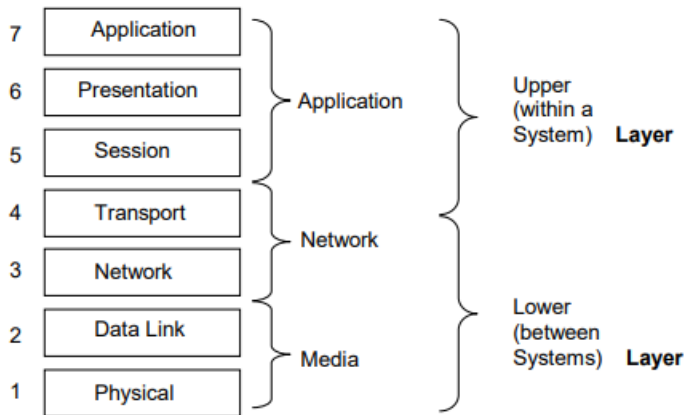 7 Application
6 Presentation
5 Session
4 Transport
3 Network
2 Data Link
1 Physical
Application
Network
Media
Upper
(within a
System) Layer
Lower
(between
Systems) Layer